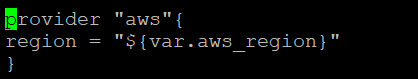 provider "aws"{
region = "${var.aws_region}"
}